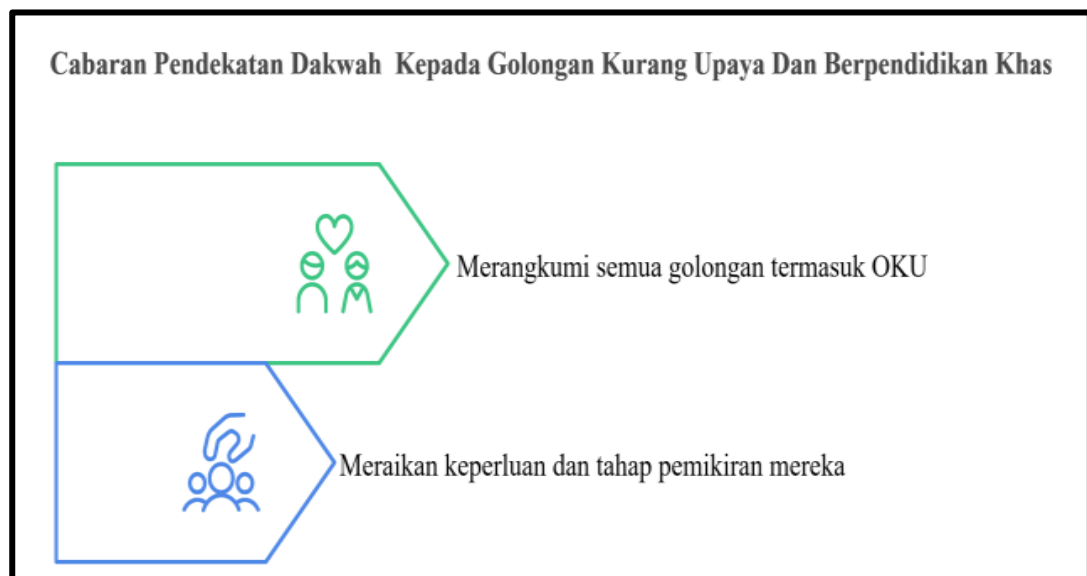 Cabaran Pendekatan Dakwah Kepada Golongan Kurang Upaya Dan Berpendidikan Khas
Merangkumi semua golongan termasuk OKU
Meraikan keperluan dan tahap pemikiran mereka